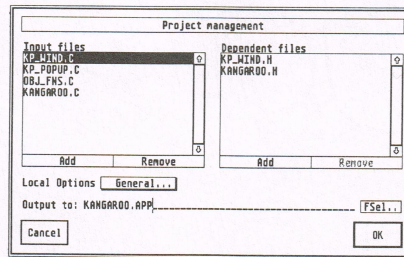 Project management
Input files
KP_WIND.C
KP_POPUP.C
OBJ_FNS.C
KANGAROO.C
Add Remove
Dependent files
KP_WIND.H
KANGAROO.H
Add Remove
Local Options General...
Output to: KANGAROO.APP
FSel..
Cancel
OK